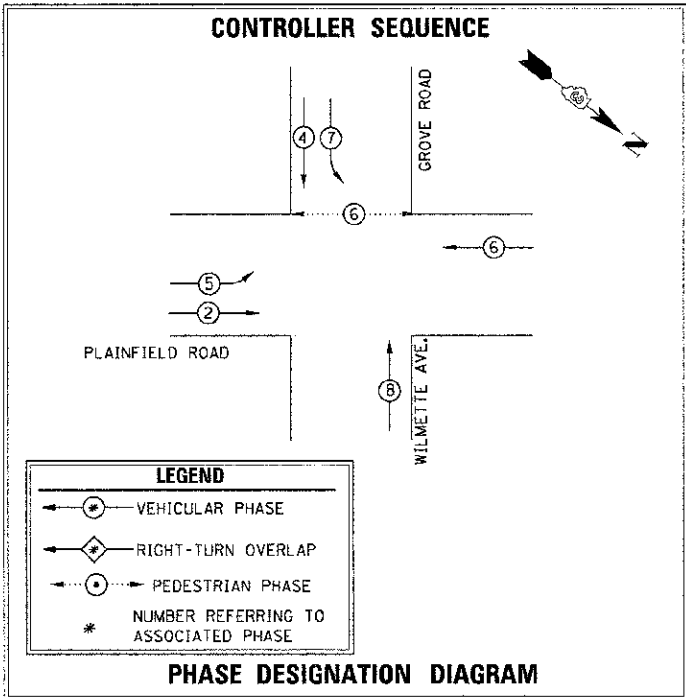 CONTROLLER SEQUENCE
GROVE ROAD
N
4
7
6
6
5
2
PLAINFIELD ROAD
8
WILMETTE AVE.
LEGEND
* VEHICULAR PHASE
* RIGHT-TURN OVERLAP
PEDESTRIAN PHASE
* NUMBER REFERRING TO
ASSOCIATED PHASE
PHASE DESIGNATION DIAGRAM